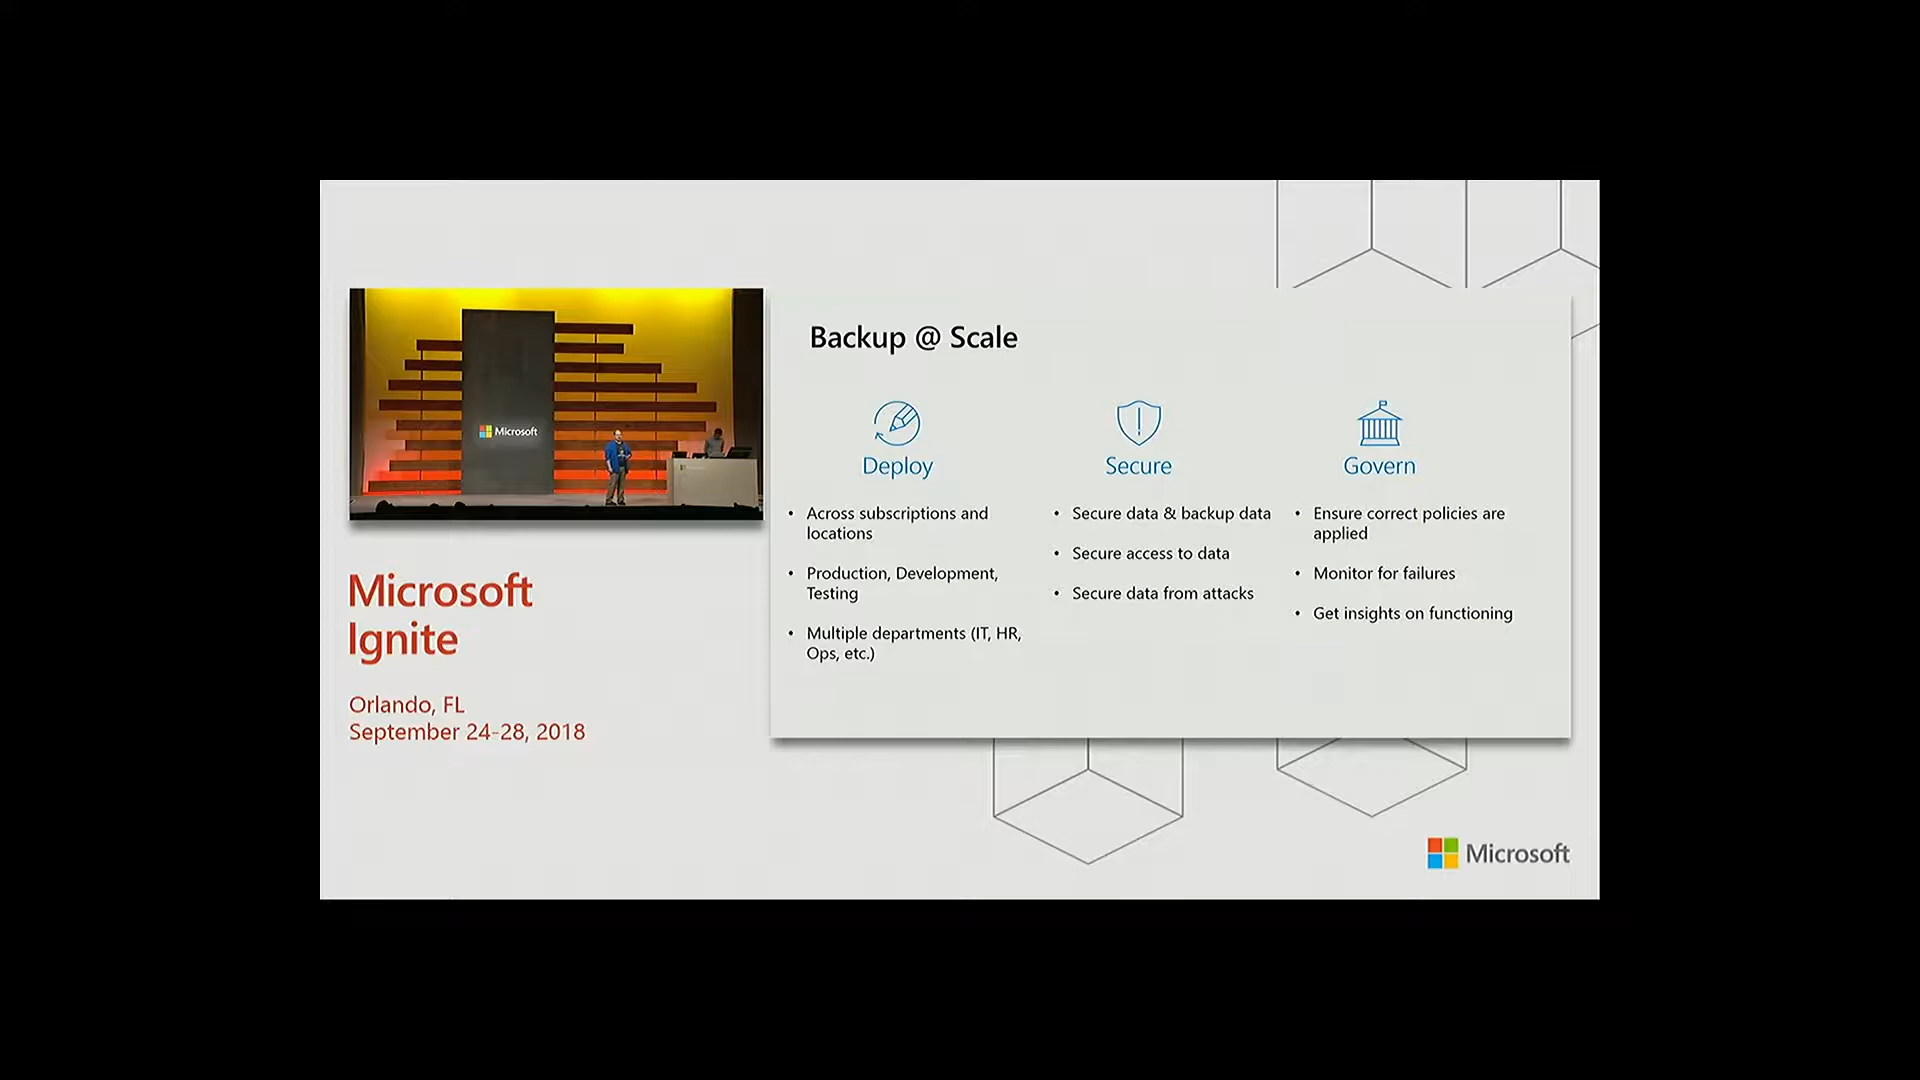 Microsoft
Microsoft
Ignite
Orlando, FL
September 24-28, 2018
Backup @ Scale
Deploy
• Across subscriptions and
locations
• Production, Development,
Testing
• Multiple departments (IT, HR,
Ops, etc.)
Secure
• Secure data & backup data
• Secure access to data
• Secure data from attacks
Govern
• Ensure correct policies are
applied
• Monitor for failures
• Get insights on functioning
Microsoft